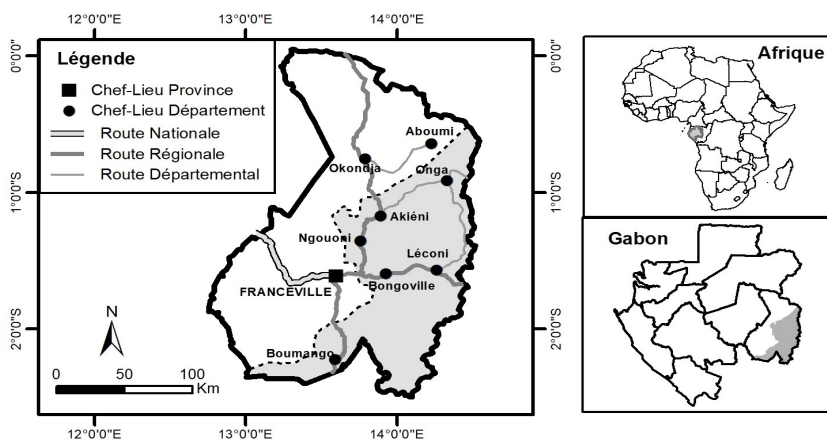 12°0'0"E 13°0'0"E 14°0'0"E
Légende
Chef-Lieu Province
Chef-Lieu Département
Route Nationale
Route Régionale
Route Départemental
0°0'0" 0°0'0"
Aboumi
Okondja
Onga
1°0'0"S 1°0'0"S
Akiéni
Ngouoni
Léconi
FRANCEVILLE
Bongoville
N
2°0'0"S 2°0'0"S
Boumango
0 50 100
Km
12°0'0"E 13°0'0"E 14°0'0"E
Afrique
Gabon